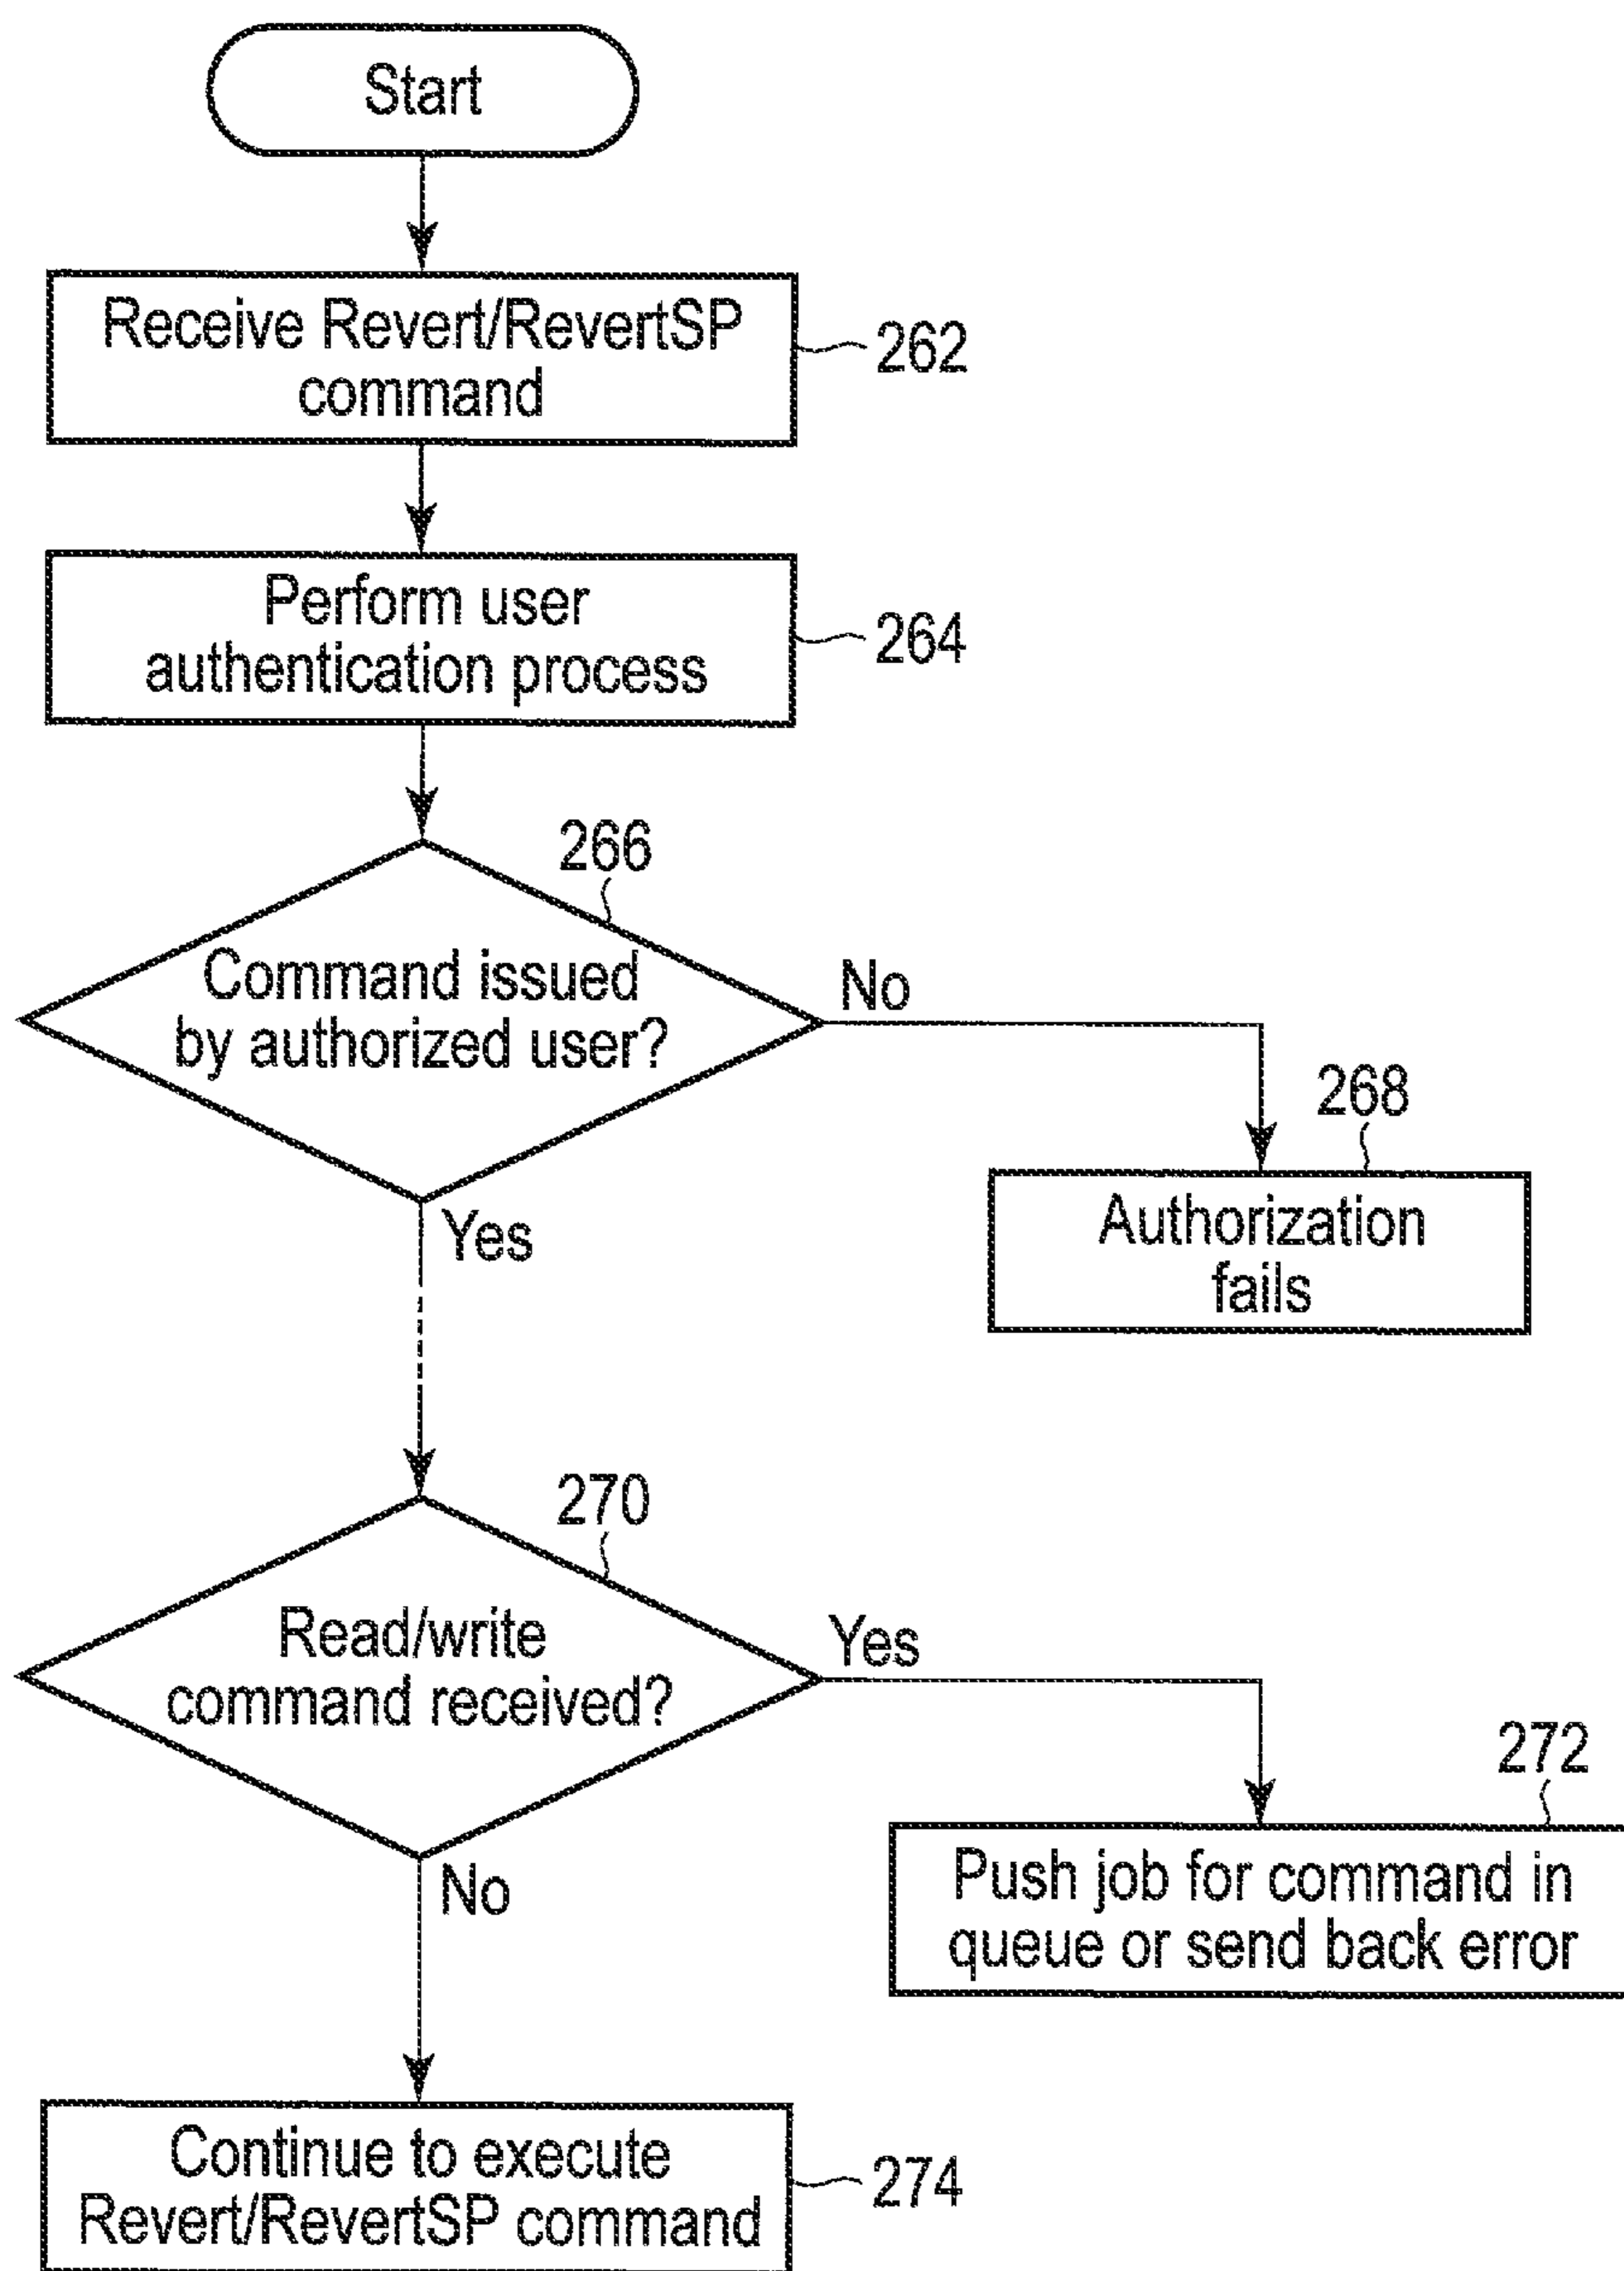 Start
Receive Revert/RevertSP
command
262
Perform user
authentication process
264
266
Command issued
by authorized user?
No
268
Authorization
fails
Yes
270
Read/write
command received?
Yes
272
Push job for command in
queue or send back error
No
Continue to execute
Revert/RevertSP command
274